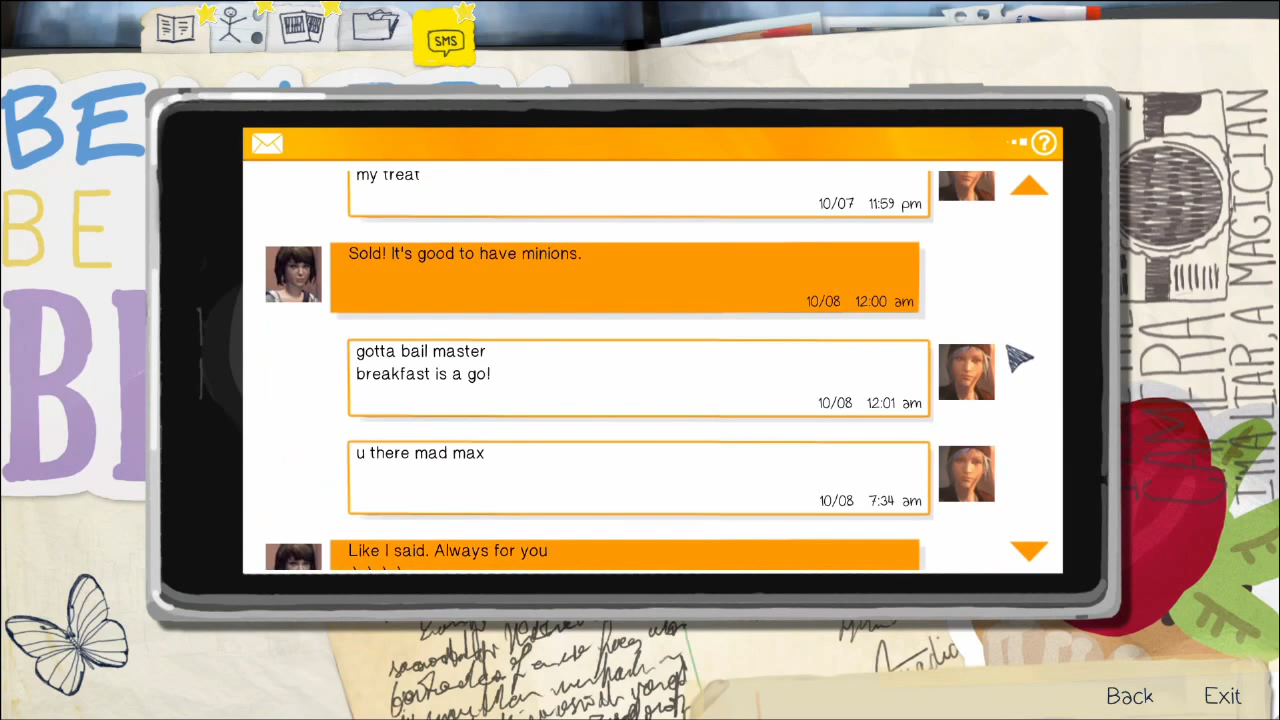 SMS
my treat
10/07 11:59 pm
Sold! It's good to have minions.
10/08 12:00 am
gotta bail master
breakfast is a go!
10/08 12:01 am
u there mad max
10/08 7:34 am
Like I said. Always for you
BE
BE
CAMERA
I'M A LIAR, A MAGICIAN
Back Exit